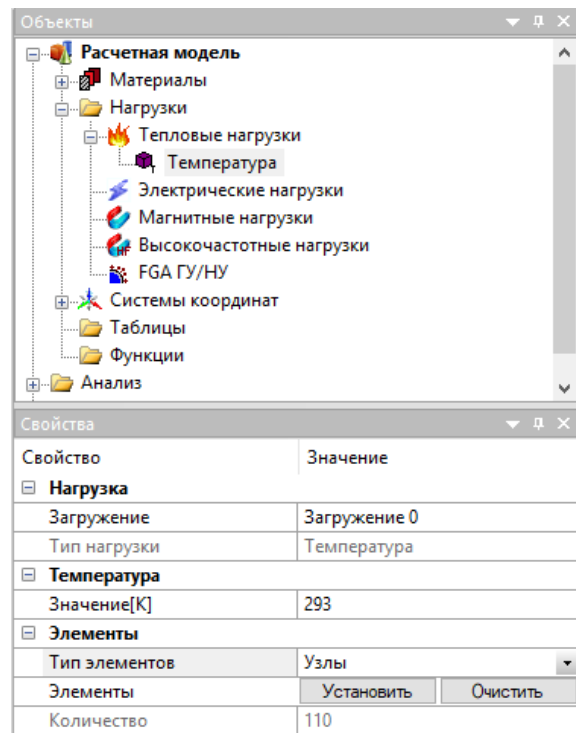 Объекты
Расчетная модель
Материалы
Нагрузки
Тепловые нагрузки
Температура
Электрические нагрузки
Магнитные нагрузки
Высокочастотные нагрузки
FGA ГУ/НУ
Системы координат
Таблицы
Функции
Анализ
Свойства
Свойство Значение
Нагрузка
Загружение Загружение 0
Тип нагрузки Температура
Температура
Значение[K] 293
Элементы
Тип элементов Узлы
Элементы Установить Очистить
Количество 110